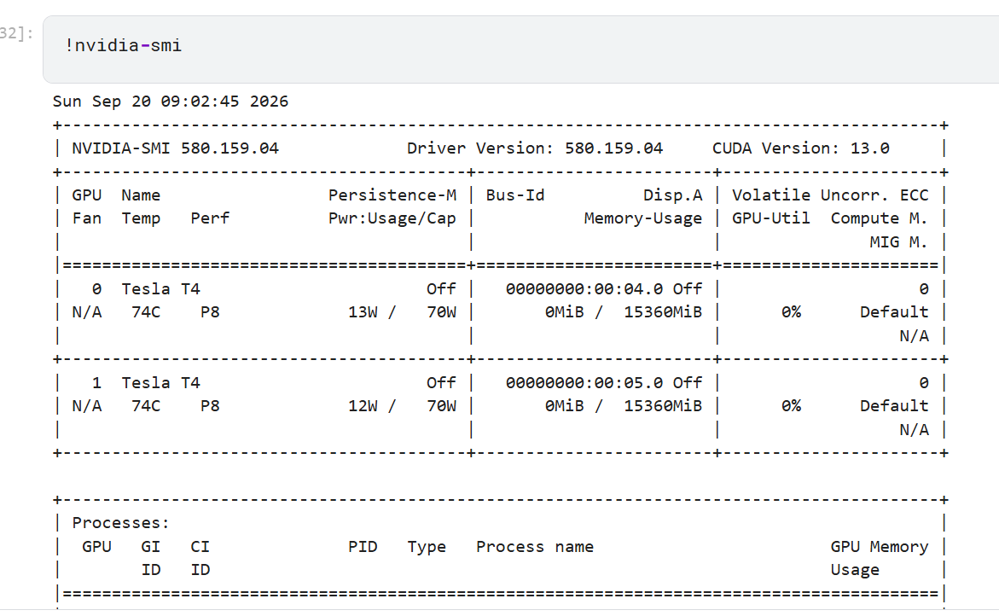 32]:
!nvidia-smi
Sun Sep 20 09:02:45 2026
+-----------------------------------------------------------------------------------------+
| NVIDIA-SMI 580.159.04             Driver Version: 580.159.04     CUDA Version: 13.0     |
+-----------------------------------------+------------------------+----------------------+
| GPU  Name                 Persistence-M | Bus-Id          Disp.A | Volatile Uncorr. ECC |
| Fan  Temp   Perf          Pwr:Usage/Cap |           Memory-Usage | GPU-Util  Compute M. |
|                                         |                        |               MIG M. |
|=========================================+========================+======================|
|   0  Tesla T4                       Off |   00000000:00:04.0 Off |                    0 |
| N/A   74C    P8             13W /   70W |       0MiB /  15360MiB |      0%      Default |
|                                         |                        |                  N/A |
+-----------------------------------------+------------------------+----------------------+
|   1  Tesla T4                       Off |   00000000:00:05.0 Off |                    0 |
| N/A   74C    P8             12W /   70W |       0MiB /  15360MiB |      0%      Default |
|                                         |                        |                  N/A |
+-----------------------------------------+------------------------+----------------------+
+-----------------------------------------------------------------------------------------+
| Processes:                                                                              |
|  GPU   GI   CI              PID   Type   Process name                        GPU Memory |
|        ID   ID                                                               Usage      |
|=========================================================================================|